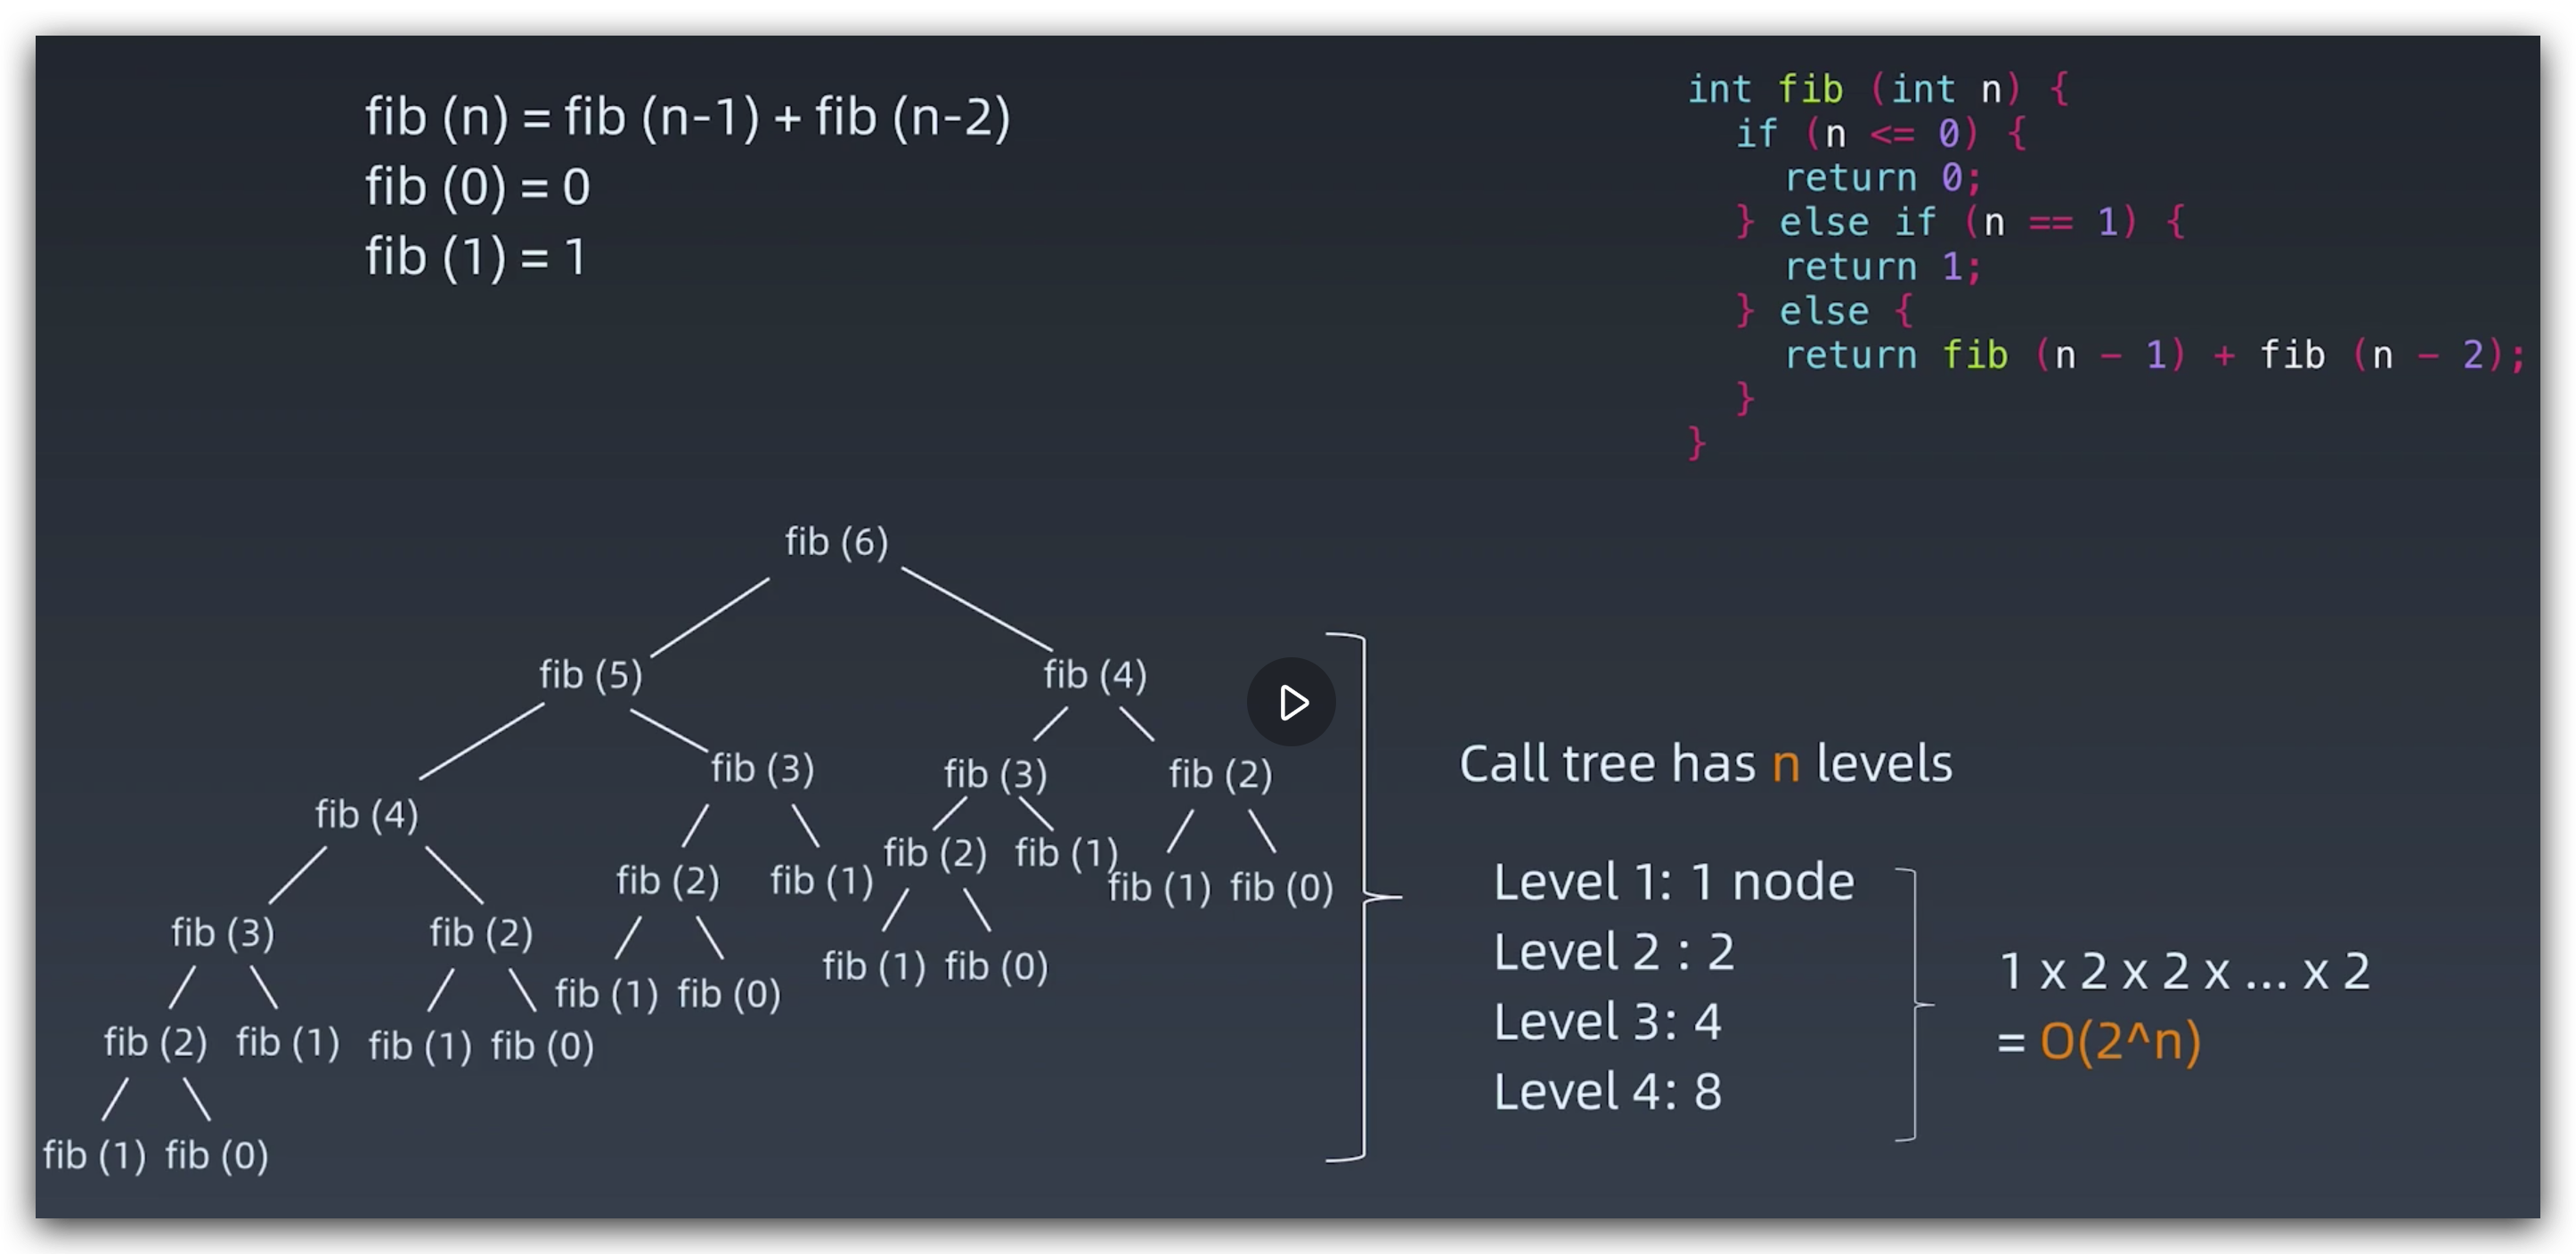 fib (n) = fib (n-1) + fib (n-2)
fib (0) = 0
fib (1) = 1
int fib (int n) {
if (n <= 0) {
return 0;
} else if (n == 1) {
return 1;
} else {
return fib (n - 1) + fib (n - 2);
}
}
fib (6)
fib (5) fib (4)
fib (4) fib (3) fib (3) fib (2)
fib (3) fib (2) fib (2) fib (1) fib (2) fib (1) fib (1) fib (0)
fib (2) fib (1) fib (1) fib (0) fib (1) fib (0) fib (1) fib (0)
fib (1) fib (0)
Call tree has n levels
Level 1: 1 node
Level 2 : 2
Level 3: 4
Level 4: 8
1 x 2 x 2 x ... x 2
= O(2^n)